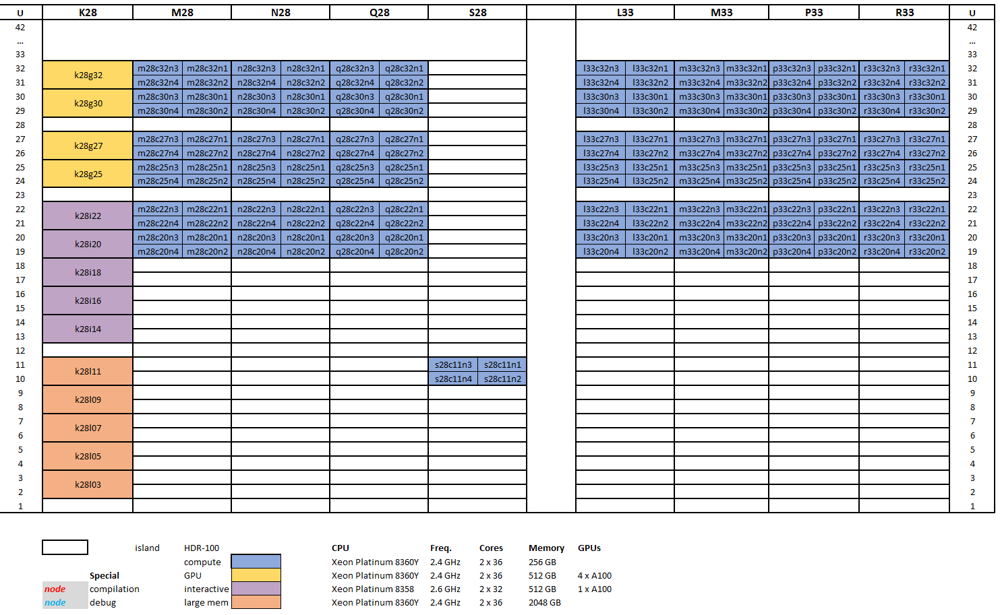 U K28 M28 N28 Q28 S28 L33 M33 P33 R33 U
42 42
... ...
33 33
32 k28g32 m28c32n3 m28c32n1 n28c32n3 n28c32n1 q28c32n3 q28c32n1 l33c32n3 l33c32n1 m33c32n3 m33c32n1 p33c32n3 p33c32n1 r33c32n3 r33c32n1 32
31 m28c32n4 m28c32n2 n28c32n4 n28c32n2 q28c32n4 q28c32n2 l33c32n4 l33c32n2 m33c32n4 m33c32n2 p33c32n4 p33c32n2 r33c32n4 r33c32n2 31
30 k28g30 m28c30n3 m28c30n1 n28c30n3 n28c30n1 q28c30n3 q28c30n1 l33c30n3 l33c30n1 m33c30n3 m33c30n1 p33c30n3 p33c30n1 r33c30n3 r33c30n1 30
29 m28c30n4 m28c30n2 n28c30n4 n28c30n2 q28c30n4 q28c30n2 l33c30n4 l33c30n2 m33c30n4 m33c30n2 p33c30n4 p33c30n2 r33c30n4 r33c30n2 29
28 28
27 k28g27 m28c27n3 m28c27n1 n28c27n3 n28c27n1 q28c27n3 q28c27n1 l33c27n3 l33c27n1 m33c27n3 m33c27n1 p33c27n3 p33c27n1 r33c27n3 r33c27n1 27
26 m28c27n4 m28c27n2 n28c27n4 n28c27n2 q28c27n4 q28c27n2 l33c27n4 l33c27n2 m33c27n4 m33c27n2 p33c27n4 p33c27n2 r33c27n4 r33c27n2 26
25 k28g25 m28c25n3 m28c25n1 n28c25n3 n28c25n1 q28c25n3 q28c25n1 l33c25n3 l33c25n1 m33c25n3 m33c25n1 p33c25n3 p33c25n1 r33c25n3 r33c25n1 25
24 m28c25n4 m28c25n2 n28c25n4 n28c25n2 q28c25n4 q28c25n2 l33c25n4 l33c25n2 m33c25n4 m33c25n2 p33c25n4 p33c25n2 r33c25n4 r33c25n2 24
23 23
22 k28i22 m28c22n3 m28c22n1 n28c22n3 n28c22n1 q28c22n3 q28c22n1 l33c22n3 l33c22n1 m33c22n3 m33c22n1 p33c22n3 p33c22n1 r33c22n3 r33c22n1 22
21 m28c22n4 m28c22n2 n28c22n4 n28c22n2 q28c22n4 q28c22n2 l33c22n4 l33c22n2 m33c22n4 m33c22n2 p33c22n4 p33c22n2 r33c22n4 r33c22n2 21
20 k28i20 m28c20n3 m28c20n1 n28c20n3 n28c20n1 q28c20n3 q28c20n1 l33c20n3 l33c20n1 m33c20n3 m33c20n1 p33c20n3 p33c20n1 r33c20n3 r33c20n1 20
19 m28c20n4 m28c20n2 n28c20n4 n28c20n2 q28c20n4 q28c20n2 l33c20n4 l33c20n2 m33c20n4 m33c20n2 p33c20n4 p33c20n2 r33c20n4 r33c20n2 19
18 k28i18 18
17 17
16 k28i16 16
15 15
14 k28i14 14
13 13
12 12
11 k28l11 s28c11n3 s28c11n1 11
10 s28c11n4 s28c11n2 10
9 k28l09 9
8 8
7 k28l07 7
6 6
5 k28l05 5
4 4
3 k28l03 3
2 2
1 1
island HDR-100 CPU Freq. Cores Memory GPUs
compute Xeon Platinum 8360Y 2.4 GHz 2 x 36 256 GB
Special GPU Xeon Platinum 8360Y 2.4 GHz 2 x 36 512 GB 4 x A100
node compilation interactive Xeon Platinum 8358 2.6 GHz 2 x 32 512 GB 1 x A100
node debug large mem Xeon Platinum 8360Y 2.4 GHz 2 x 36 2048 GB